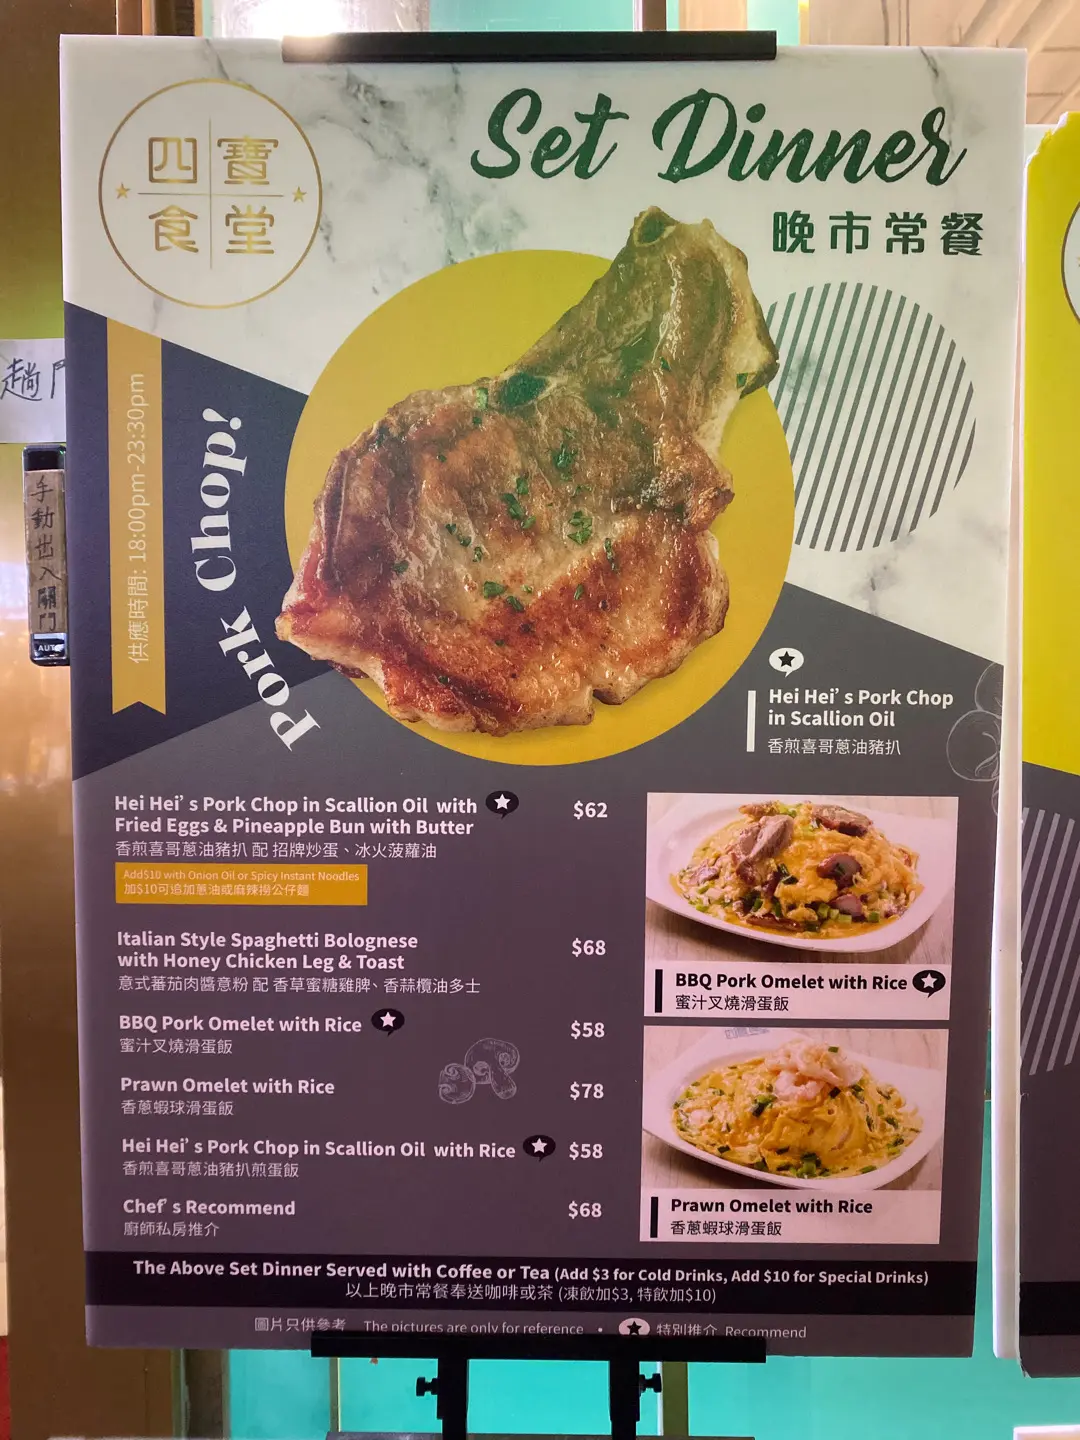 四寶
食堂
Set Dinner
晚市常餐
趟門
手動出入關門
AUTO
供應時間: 18:00pm-23:30pm
Pork Chop!
Hei Hei's Pork Chop
in Scallion Oil
香煎喜哥蔥油豬扒
Hei Hei's Pork Chop in Scallion Oil with
Fried Eggs & Pineapple Bun with Butter
$62
香煎喜哥蔥油豬扒 配 招牌炒蛋、冰火菠蘿油
Add$10 with Onion Oil or Spicy Instant Noodles
加$10可追加蔥油或麻辣撈公仔麵
Italian Style Spaghetti Bolognese
with Honey Chicken Leg & Toast
$68
意式蕃茄肉醬意粉 配 香草蜜糖雞脾、香蒜欖油多士
BBQ Pork Omelet with Rice
$58
蜜汁叉燒滑蛋飯
Prawn Omelet with Rice
$78
香蔥蝦球滑蛋飯
Hei Hei's Pork Chop in Scallion Oil with Rice
$58
香煎喜哥蔥油豬扒煎蛋飯
Chef's Recommend
$68
廚師私房推介
BBQ Pork Omelet with Rice
蜜汁叉燒滑蛋飯
Prawn Omelet with Rice
香蔥蝦球滑蛋飯
The Above Set Dinner Served with Coffee or Tea (Add $3 for Cold Drinks, Add $10 for Special Drinks)
以上晚市常餐奉送咖啡或茶 (凍飲加$3, 特飲加$10)
圖片只供參考 The pictures are only for reference • 特別推介 Recommend